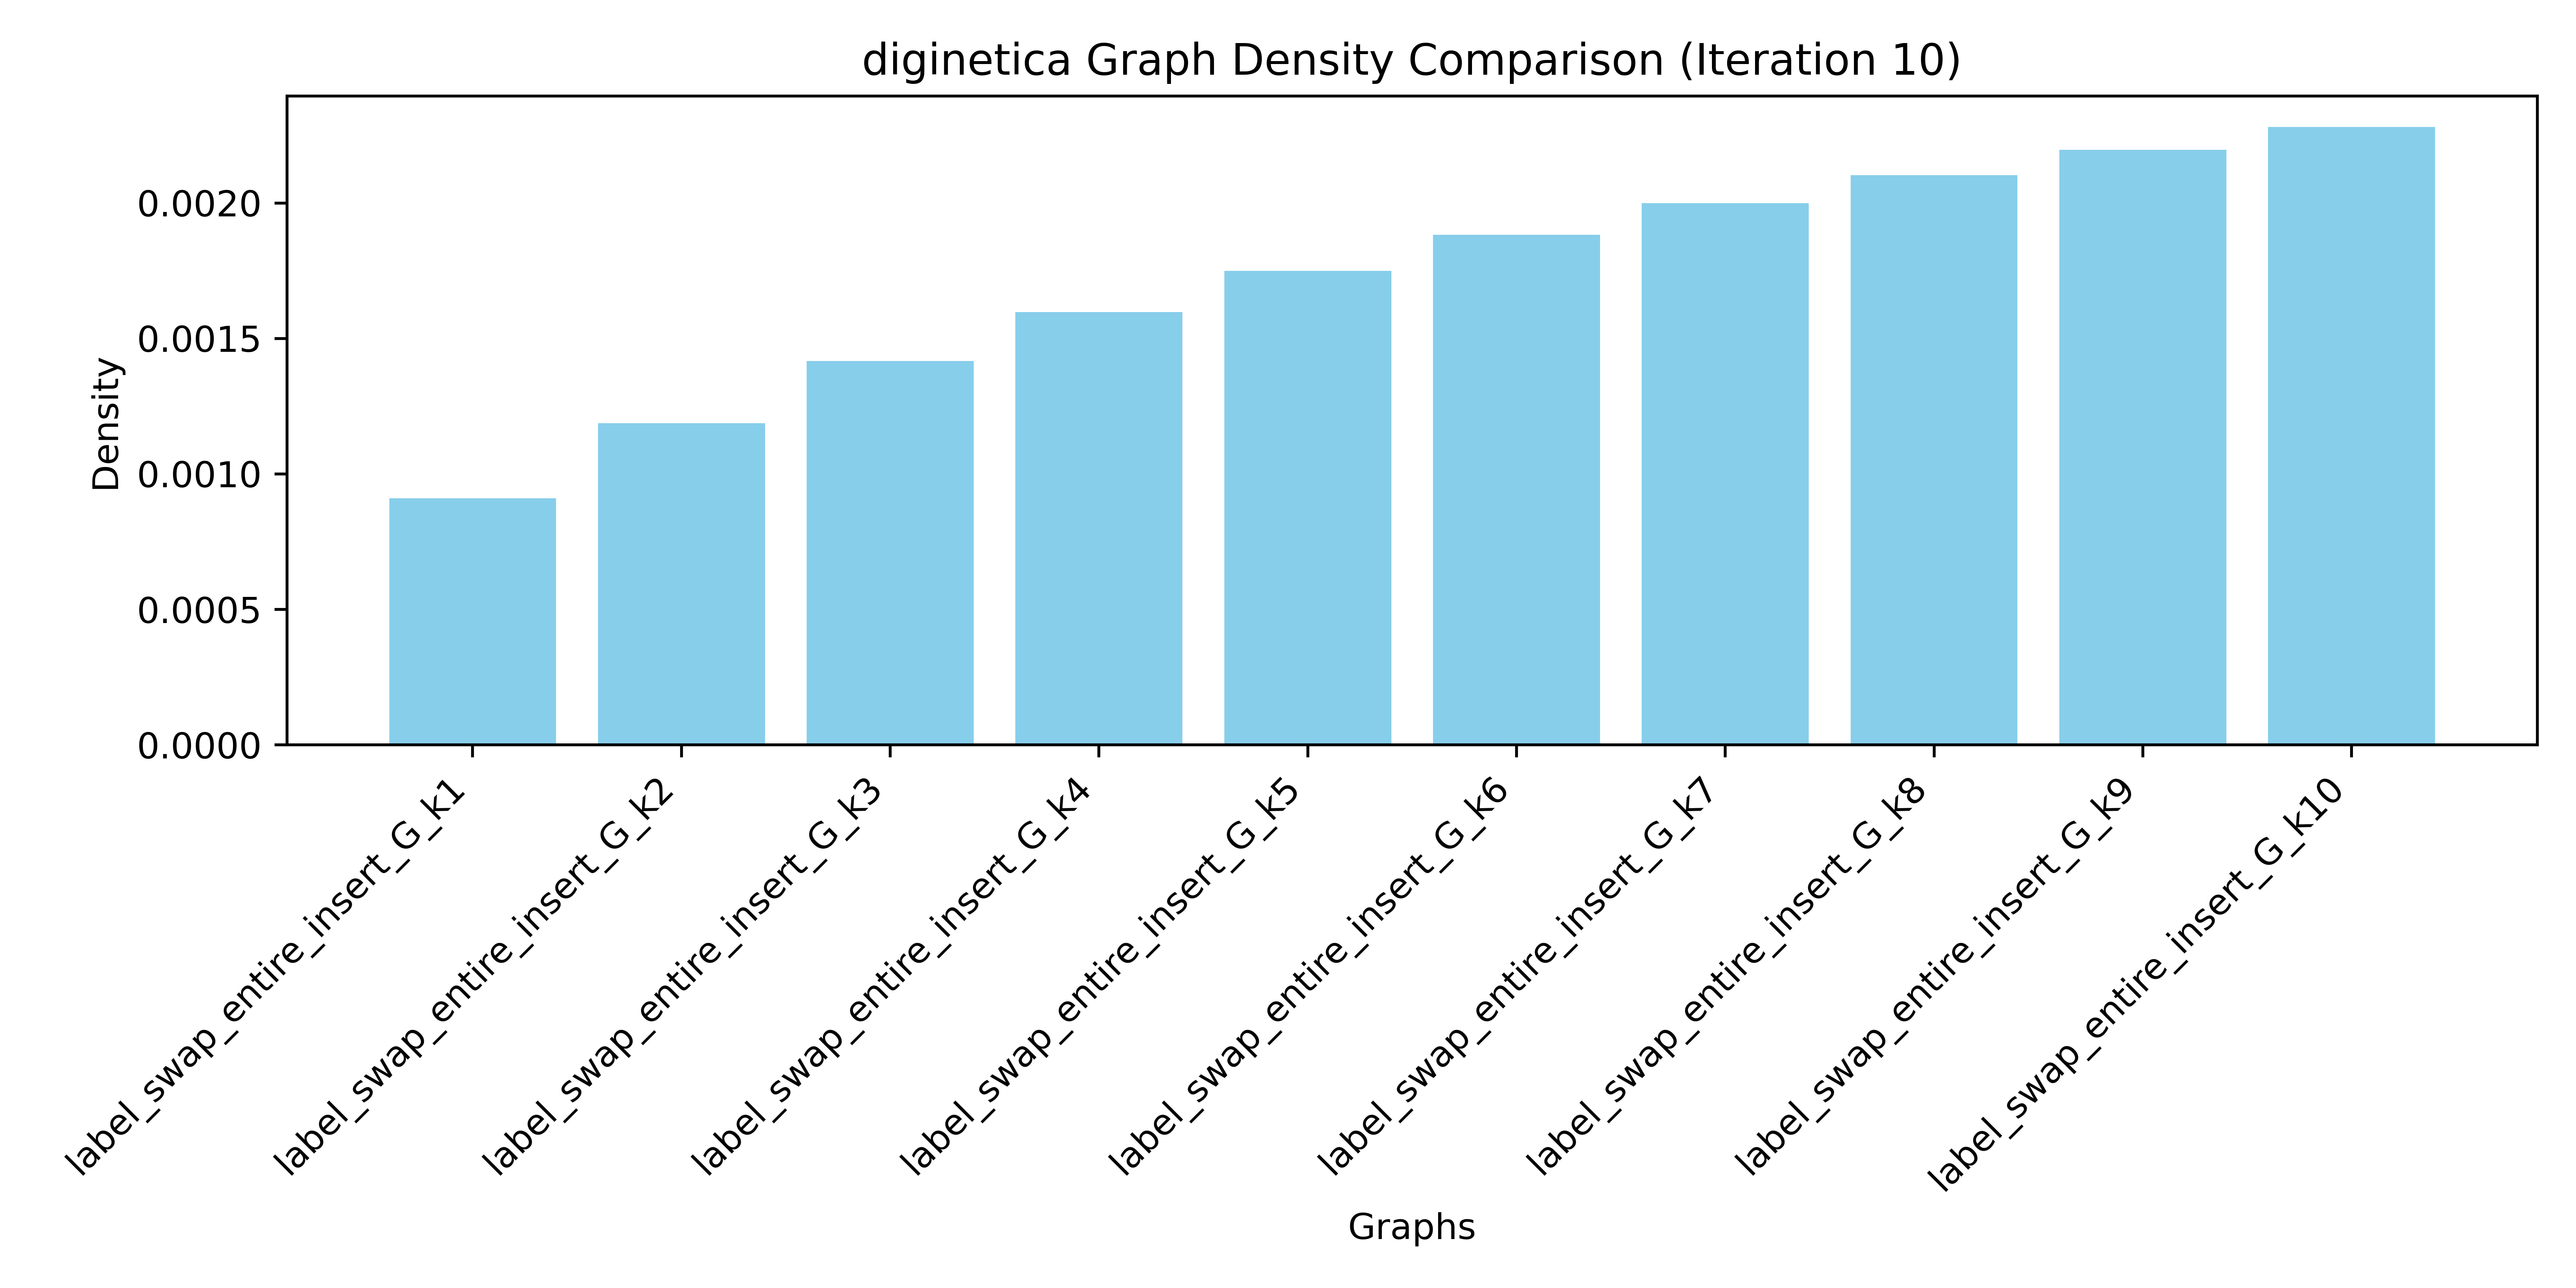 diginetica Graph Density Comparison (Iteration 10)
Density
0.0020
0.0015
0.0010
0.0005
0.0000
label_swap_entire_insert_G_k1
label_swap_entire_insert_G_k2
label_swap_entire_insert_G_k3
label_swap_entire_insert_G_k4
label_swap_entire_insert_G_k5
label_swap_entire_insert_G_k6
label_swap_entire_insert_G_k7
label_swap_entire_insert_G_k8
label_swap_entire_insert_G_k9
label_swap_entire_insert_G_k10
Graphs